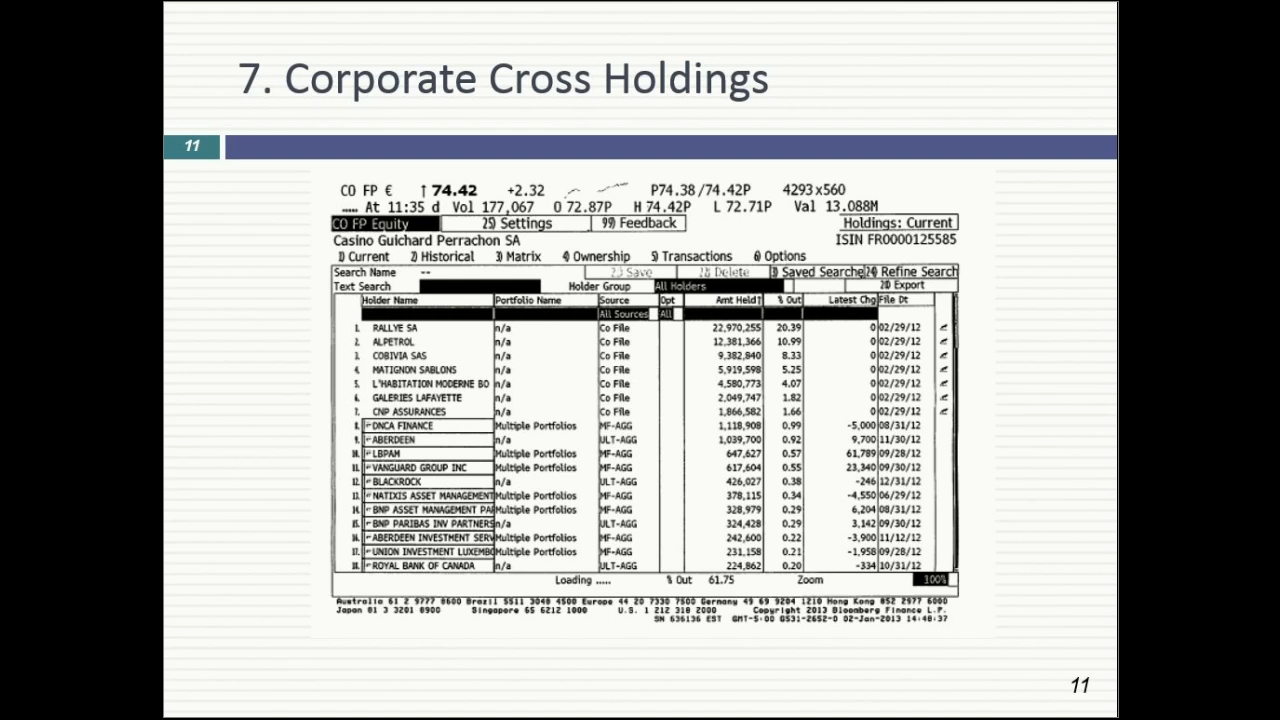 7. Corporate Cross Holdings
11
CO FP € ↑ 74.42 +2.32 P74.38 /74.42P 4293x560
..... At 11:35 d Vol 177,067 O 72.87P H 74.42P L 72.71P Val 13.088M
CO FP Equity 25) Settings 99) Feedback Holdings: Current
Casino Guichard Perrachon SA ISIN FR0000125585
1) Current 2) Historical 3) Matrix 4) Ownership 5) Transactions 6) Options
Search Name -- Save Delete Saved Searche Refine Search
Text Search Holder Group All Holders Export
Holder Name Portfolio Name Source Opt Amt Held↑ % Out Latest Chg File Dt
All Sources All
1. RALLYE SA n/a Co File 22,970,255 20.39 0 02/29/12
2. ALPETROL n/a Co File 12,381,366 10.99 0 02/29/12
3. COBIVIA SAS n/a Co File 9,382,840 8.33 0 02/29/12
4. MATIGNON SABLONS n/a Co File 5,919,598 5.25 0 02/29/12
5. L'HABITATION MODERNE BO n/a Co File 4,580,773 4.07 0 02/29/12
6. GALERIES LAFAYETTE n/a Co File 2,049,747 1.82 0 02/29/12
7. CNP ASSURANCES n/a Co File 1,866,582 1.66 0 02/29/12
8. DNCA FINANCE Multiple Portfolios MF-AGG 1,118,908 0.99 -5,000 08/31/12
9. ABERDEEN n/a ULT-AGG 1,039,700 0.92 9,700 11/30/12
10. LBPAM Multiple Portfolios MF-AGG 647,627 0.57 61,789 09/28/12
11. VANGUARD GROUP INC Multiple Portfolios MF-AGG 617,604 0.55 23,340 09/30/12
12. BLACKROCK n/a ULT-AGG 426,027 0.38 -246 12/31/12
13. NATIXIS ASSET MANAGEMENT Multiple Portfolios MF-AGG 378,115 0.34 -4,550 06/29/12
14. BNP ASSET MANAGEMENT PA Multiple Portfolios MF-AGG 328,979 0.29 6,204 08/31/12
15. BNP PARIBAS INV PARTNERS n/a ULT-AGG 324,428 0.29 3,142 09/30/12
16. ABERDEEN INVESTMENT SERV Multiple Portfolios MF-AGG 242,600 0.22 -3,900 11/12/12
17. UNION INVESTMENT LUXEMBO Multiple Portfolios MF-AGG 231,158 0.21 -1,958 09/28/12
18. ROYAL BANK OF CANADA n/a ULT-AGG 224,862 0.20 -334 10/31/12
Loading ..... % Out 61.75 Zoom 100%
Australia 61 2 9777 8600 Brazil 5511 3048 4500 Europe 44 20 7330 7500 Germany 49 69 9204 1210 Hong Kong 852 2977 6000
Japan 81 3 3201 8900 Singapore 65 6212 1000 U.S. 1 212 318 2000 Copyright 2013 Bloomberg Finance L.P.
SN 636136 EST GMT-5:00 G531-2652-0 02-Jan-2013 14:48:37
11